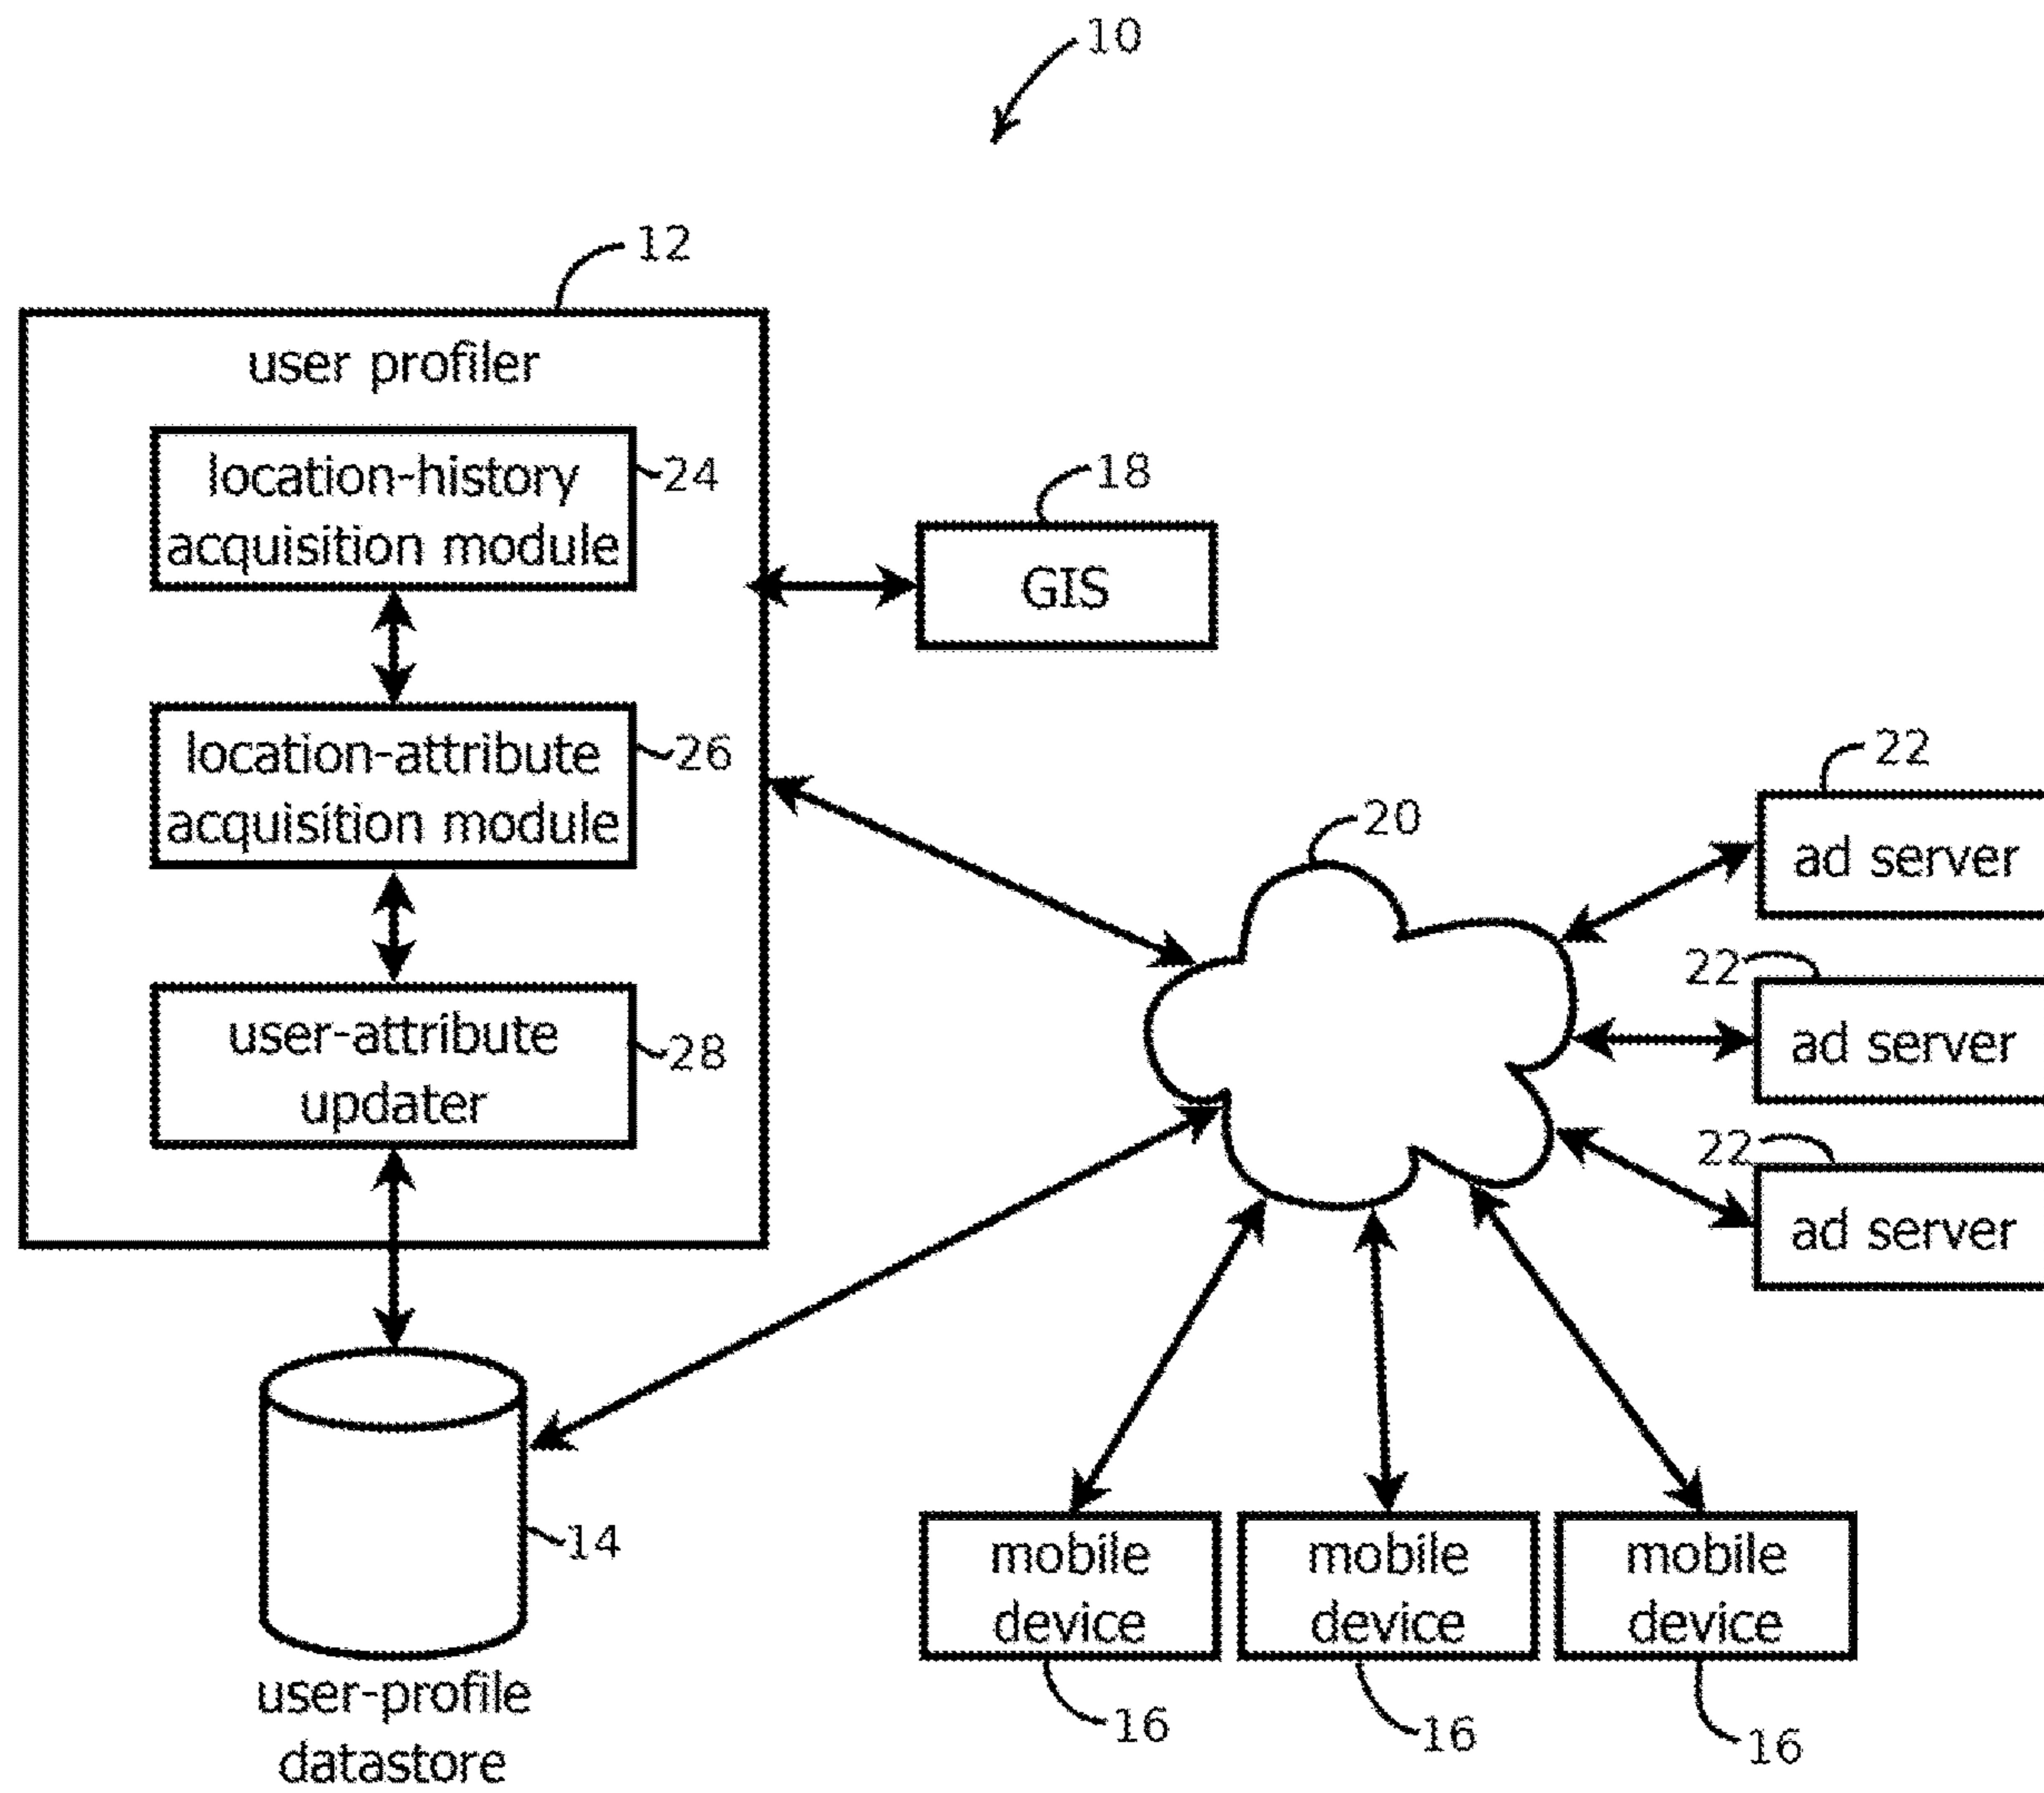 10
12
user profiler
location-history
acquisition module
24
18
GIS
location-attribute
acquisition module
26
22
ad server
20
22
ad server
user-attribute
updater
28
22
ad server
14
user-profile
datastore
mobile
device
mobile
device
mobile
device
16
16
16